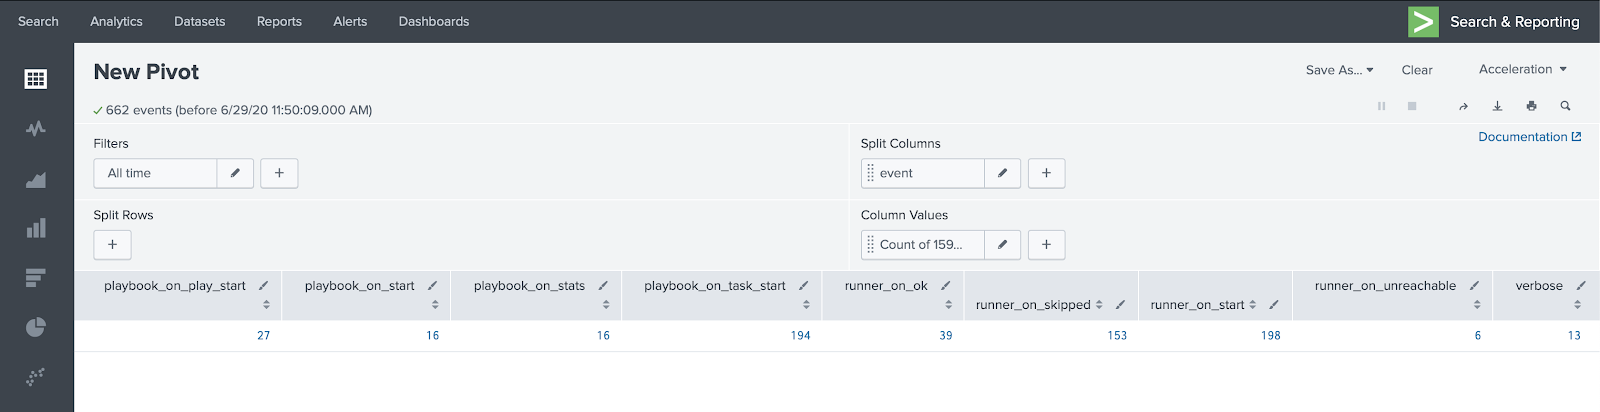 Search Analytics Datasets Reports Alerts Dashboards Search & Reporting
New Pivot Save As... Clear Acceleration
662 events (before 6/29/20 11:50:09.000 AM)
Documentation
Filters Split Columns
All time event
Split Rows Column Values
Count of 159...
playbook_on_play_start playbook_on_start playbook_on_stats playbook_on_task_start runner_on_ok runner_on_skipped runner_on_start runner_on_unreachable verbose
27 16 16 194 39 153 198 6 13